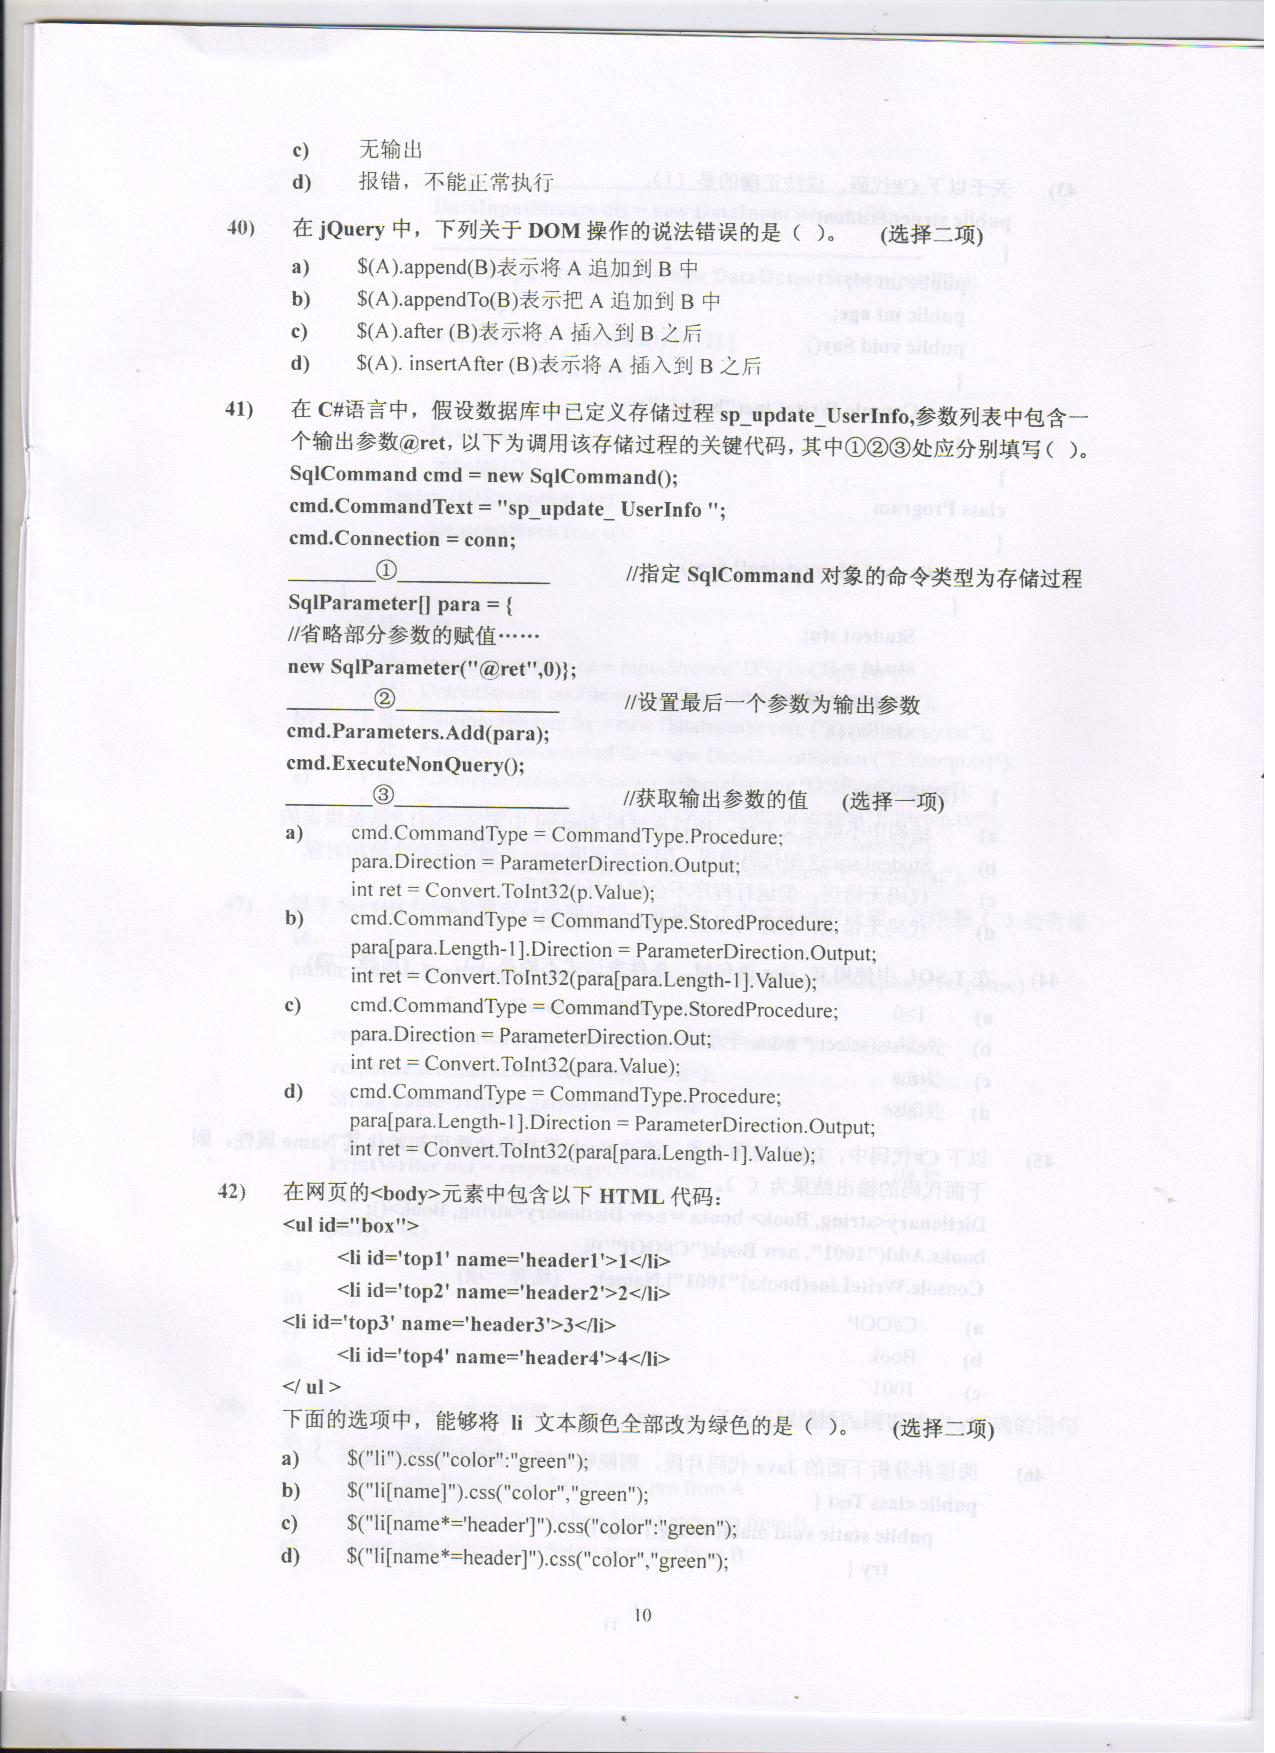 c) 无输出
d) 报错，不能正常执行
40) 在 jQuery 中，下列关于 DOM 操作的说法错误的是（ ）。 (选择二项)
a) $(A).append(B)表示将 A 追加到 B 中
b) $(A).appendTo(B)表示把 A 追加到 B 中
c) $(A).after (B)表示将 A 插入到 B 之后
d) $(A). insertAfter (B)表示将 A 插入到 B 之后
41) 在 C#语言中，假设数据库中已定义存储过程 sp_update_UserInfo,参数列表中包含一
个输出参数@ret，以下为调用该存储过程的关键代码，其中①②③处应分别填写（ ）。
SqlCommand cmd = new SqlCommand();
cmd.CommandText = "sp_update_ UserInfo ";
cmd.Connection = conn;
________①______________ //指定 SqlCommand 对象的命令类型为存储过程
SqlParameter[] para = {
//省略部分参数的赋值……
new SqlParameter("@ret",0)};
________②_______________ //设置最后一个参数为输出参数
cmd.Parameters.Add(para);
cmd.ExecuteNonQuery();
________③________________ //获取输出参数的值 (选择一项)
a) cmd.CommandType = CommandType.Procedure;
para.Direction = ParameterDirection.Output;
int ret = Convert.ToInt32(p.Value);
b) cmd.CommandType = CommandType.StoredProcedure;
para[para.Length-1].Direction = ParameterDirection.Output;
int ret = Convert.ToInt32(para[para.Length-1].Value);
c) cmd.CommandType = CommandType.StoredProcedure;
para.Direction = ParameterDirection.Out;
int ret = Convert.ToInt32(para.Value);
d) cmd.CommandType = CommandType.Procedure;
para[para.Length-1].Direction = ParameterDirection.Output;
int ret = Convert.ToInt32(para[para.Length-1].Value);
42) 在网页的<body>元素中包含以下 HTML 代码：
<ul id="box">
<li id='top1' name='header1'>1</li>
<li id='top2' name='header2'>2</li>
<li id='top3' name='header3'>3</li>
<li id='top4' name='header4'>4</li>
</ ul >
下面的选项中，能够将 li 文本颜色全部改为绿色的是（ ）。 (选择二项)
a) $("li").css("color":"green");
b) $("li[name]").css("color","green");
c) $("li[name*='header']").css("color":"green");
d) $("li[name*=header]").css("color","green");
10